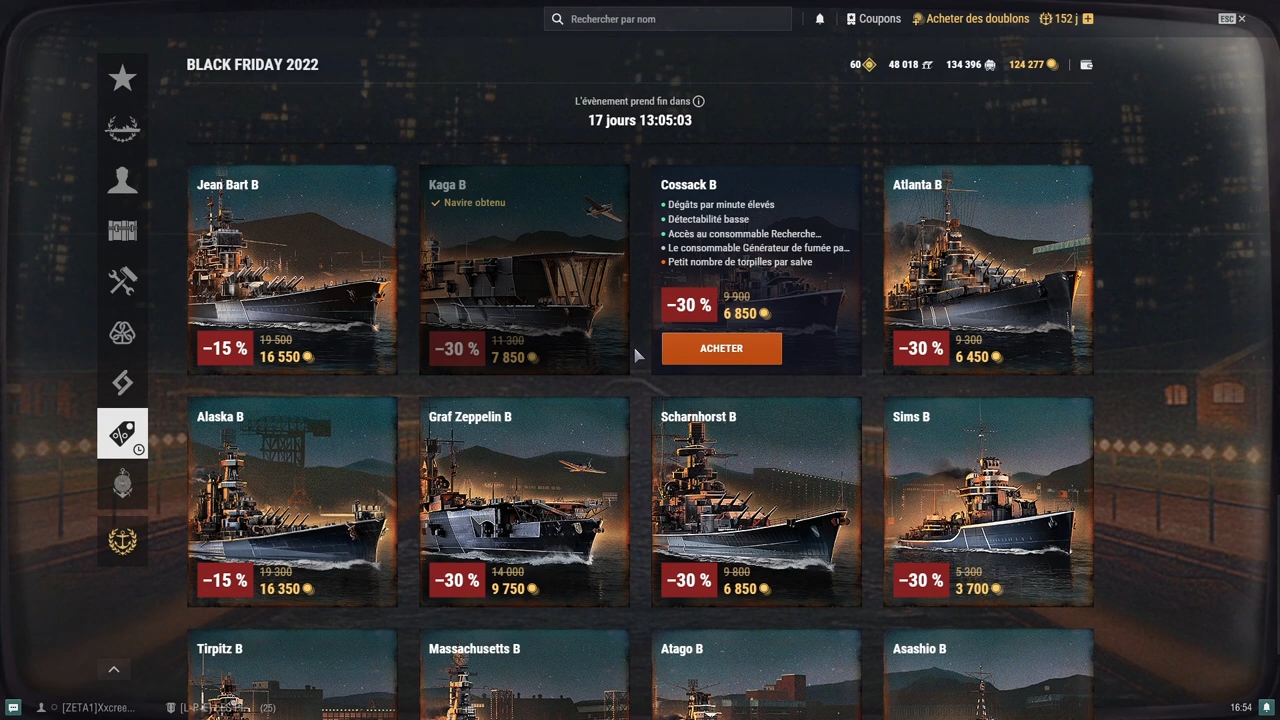 Rechercher par nom
Coupons
Acheter des doublons
152 j
ESC
BLACK FRIDAY 2022
60
48 018
134 396
124 277
L'évènement prend fin dans
17 jours 13:05:03
Jean Bart B
−15 %
19 500
16 550
Kaga B
Navire obtenu
−30 %
11 300
7 850
Cossack B
Dégâts par minute élevés
Détectabilité basse
Accès au consommable Recherche...
Le consommable Générateur de fumée pa...
Petit nombre de torpilles par salve
−30 %
9 900
6 850
ACHETER
Atlanta B
−30 %
9 300
6 450
Alaska B
−15 %
19 300
16 350
Graf Zeppelin B
−30 %
14 000
9 750
Scharnhorst B
−30 %
9 800
6 850
Sims B
−30 %
5 300
3 700
Tirpitz B
Massachusetts B
Atago B
Asashio B
[ZETA1]Xxcree...
(25)
16:54